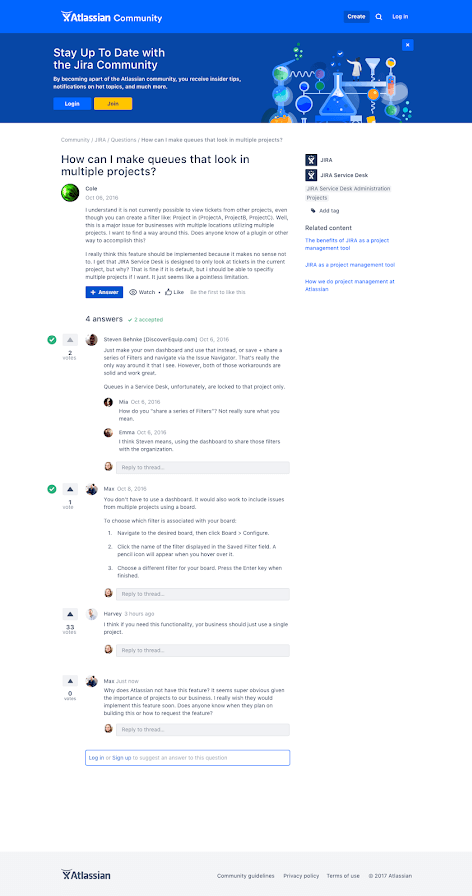 Atlassian Community
Create
Log in
Stay Up To Date with
the Jira Community
By becoming apart of the Atlassian community, you receive insider tips,
notifications on hot topics, and much more.
Login
Join
Community / JIRA / Questions / How can I make queues that look in multiple projects?
How can I make queues that look in
multiple projects?
Cole
Oct 06, 2016
I understand it is not currently possible to view tickets from other projects, even
though you can create a filter like: Project in (ProjectA, ProjectB, ProjectC). Well,
this is a major issue for businesses with multiple locations utilizing multiple
projects. I want to find a way around this. Does anyone know of a plugin or other
way to accomplish this?
I really think this feature should be implemented because it makes no sense not
to. I get that JIRA Service Desk is designed to only look at tickets in the current
project, but why? That is fine if it is default, but I should be able to specify
multiple projects if I want. It just seems like a pointless limitation.
+ Answer
Watch •
Like
Be the first to like this
JIRA
JIRA Service Desk
JIRA Service Desk Administration
Projects
Add tag
Related content
The benefits of JIRA as a project
management tool
JIRA as a project management tool
How we do project management at
Atlassian
4 answers
✓ 2 accepted
2
votes
Steven Behnke [DiscoverEquip.com] Oct 6, 2016
Just make your own dashboard and use that instead, or save + share a
series of Filters and navigate via the Issue Navigator. That's really the
only way around it that I see. However, both of those workarounds are
solid and work great.
Queues in a Service Desk, unfortunately, are locked to that project only.
Mia Oct 6, 2016
How do you "share a series of Filters"? Not really sure what you
mean.
Emma Oct 6, 2016
I think Steven means, using the dashboard to share those filters
with the organization.
Reply to thread...
1
vote
Max Oct 8, 2016
You don't have to use a dashboard. It would also work to include issues
from multiple projects using a board.
To choose which filter is associated with your board:
1. Navigate to the desired board, then click Board > Configure.
2. Click the name of the filter displayed in the Saved Filter field. A
pencil icon will appear when you hover over it.
3. Choose a different filter for your board. Press the Enter key when
finished.
Reply to thread...
33
votes
Harvey 3 hours ago
I think if you need this functionality, yor business should just use a single
project.
Reply to thread...
0
votes
Max Just now
Why does Atlassian not have this feature? It seems super obvious given
the importance of projects to our business. I really wish they would
implement this feature soon. Does anyone know when they plan on
building this or how to request the feature?
Reply to thread...
Log in or Sign up to suggest an answer to this question
Atlassian
Community guidelines
Privacy policy
Terms of use
© 2017 Atlassian